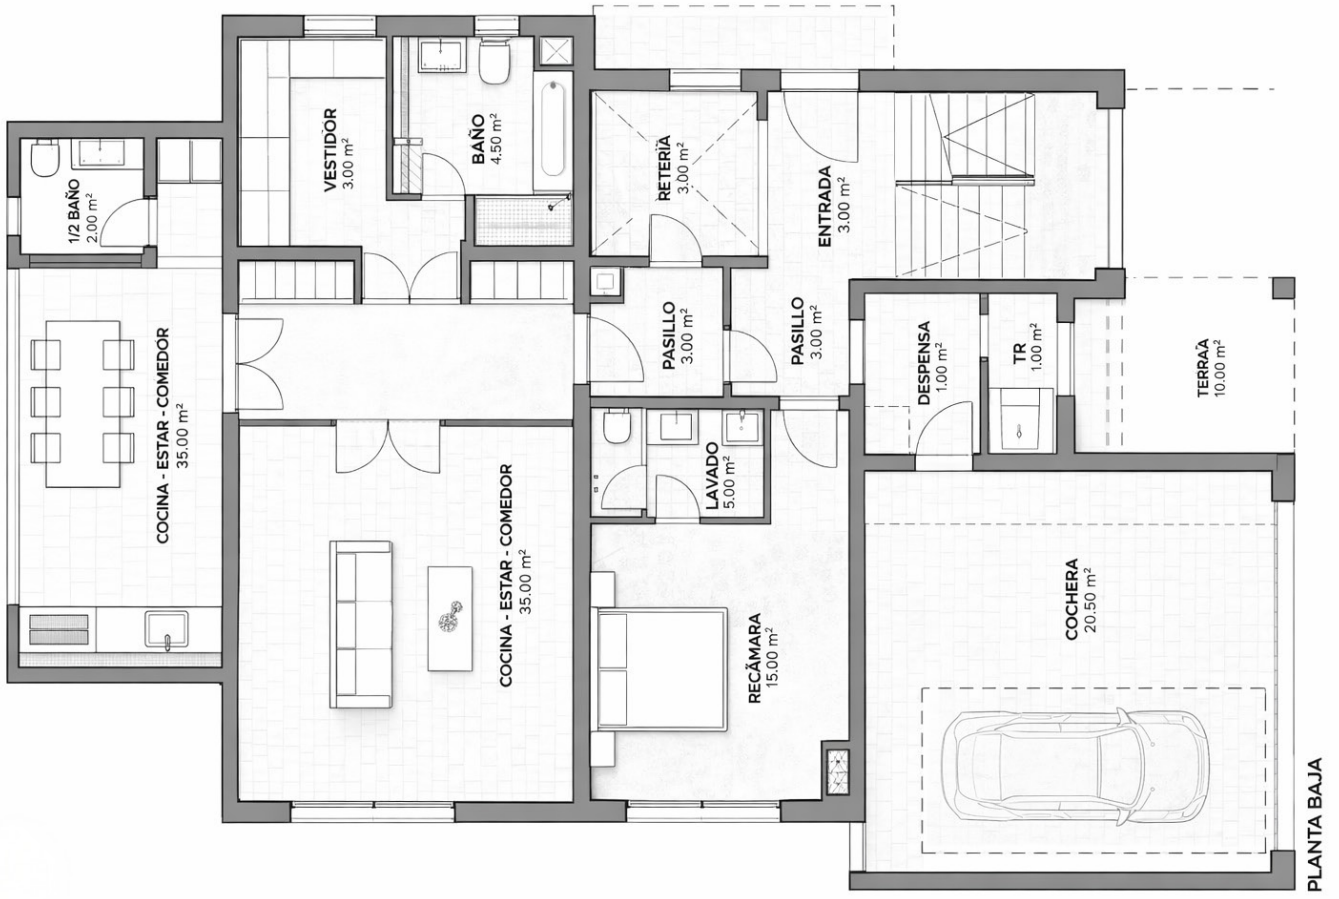 VESTIDOR
3.00 m²
BAÑO
4.50 m²
RETERÍA
3.00 m²
ENTRADA
3.00 m²
1/2 BAÑO
2.00 m²
COCINA - ESTAR - COMEDOR
35.00 m²
PASILLO
3.00 m²
PASILLO
3.00 m²
DESPENSA
1.00 m²
TR
1.00 m²
TERRAÃ
10.00 m²
COCINA - ESTAR - COMEDOR
35.00 m²
LAVADO
5.00 m²
RECÃMARA
15.00 m²
COCHERA
20.50 m²
PLANTA BAJA